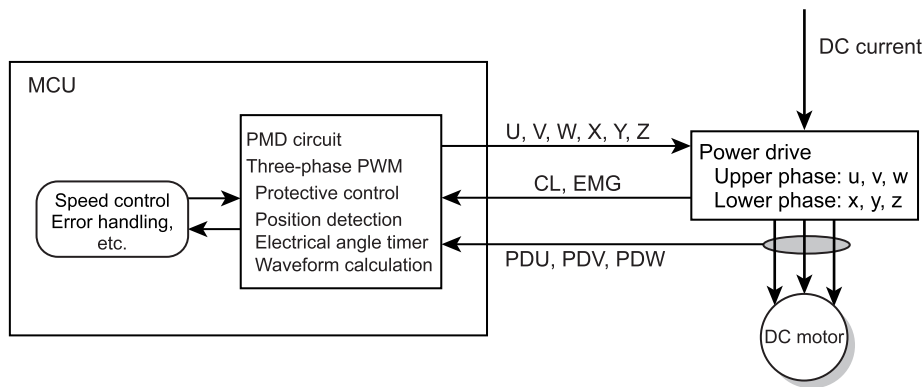 DC current
MCU
PMD circuit
Three-phase PWM
Protective control
Position detection
Electrical angle timer
Waveform calculation
Speed control
Error handling,
etc.
U, V, W, X, Y, Z
CL, EMG
PDU, PDV, PDW
Power drive
Upper phase: u, v, w
Lower phase: x, y, z
DC motor